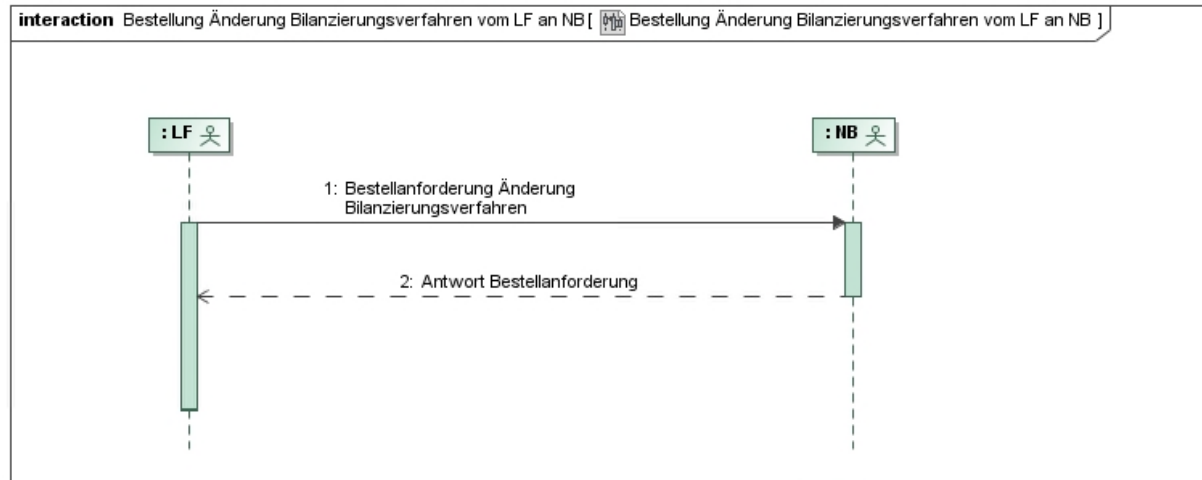 interaction Bestellung Änderung Bilanzierungsverfahren vom LF an NB [ Bestellung Änderung Bilanzierungsverfahren vom LF an NB ]
: LF
: NB
1: Bestellanforderung Änderung
Bilanzierungsverfahren
2: Antwort Bestellanforderung